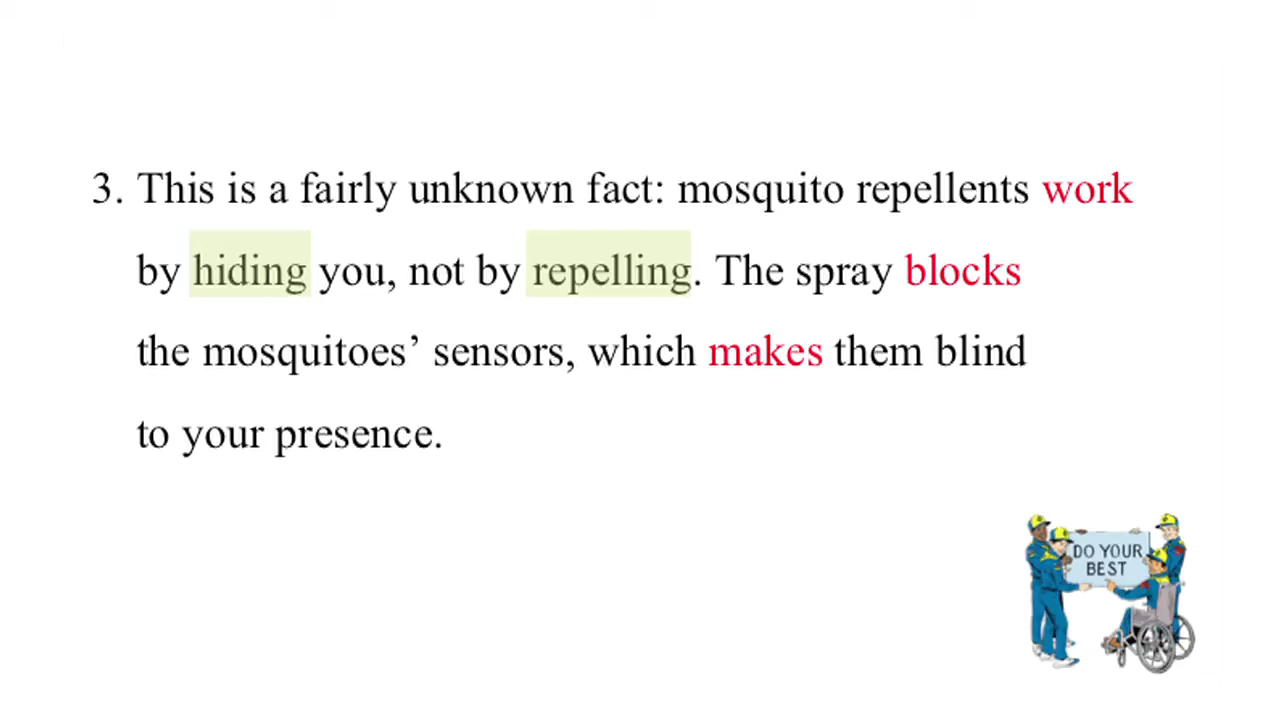 3. This is a fairly unknown fact: mosquito repellents work
by hiding you, not by repelling. The spray blocks
the mosquitoes’ sensors, which makes them blind
to your presence.
DO YOUR
BEST